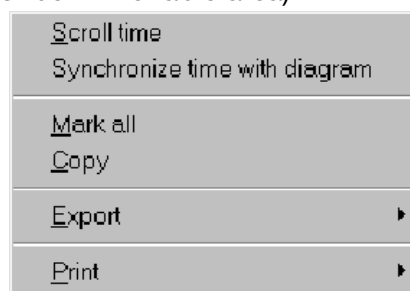 Scroll time
Synchronize time with diagram
Mark all
Copy
Export
Print